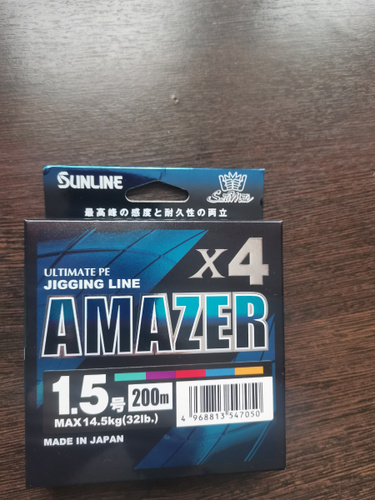 SUNLINE
最高峰の感度と耐久性の両立
ULTIMATE PE
JIGGING LINE
X4
AMAZER
1.5号 200m
MAX14.5kg(32lb.)
MADE IN JAPAN
4 968813 547050